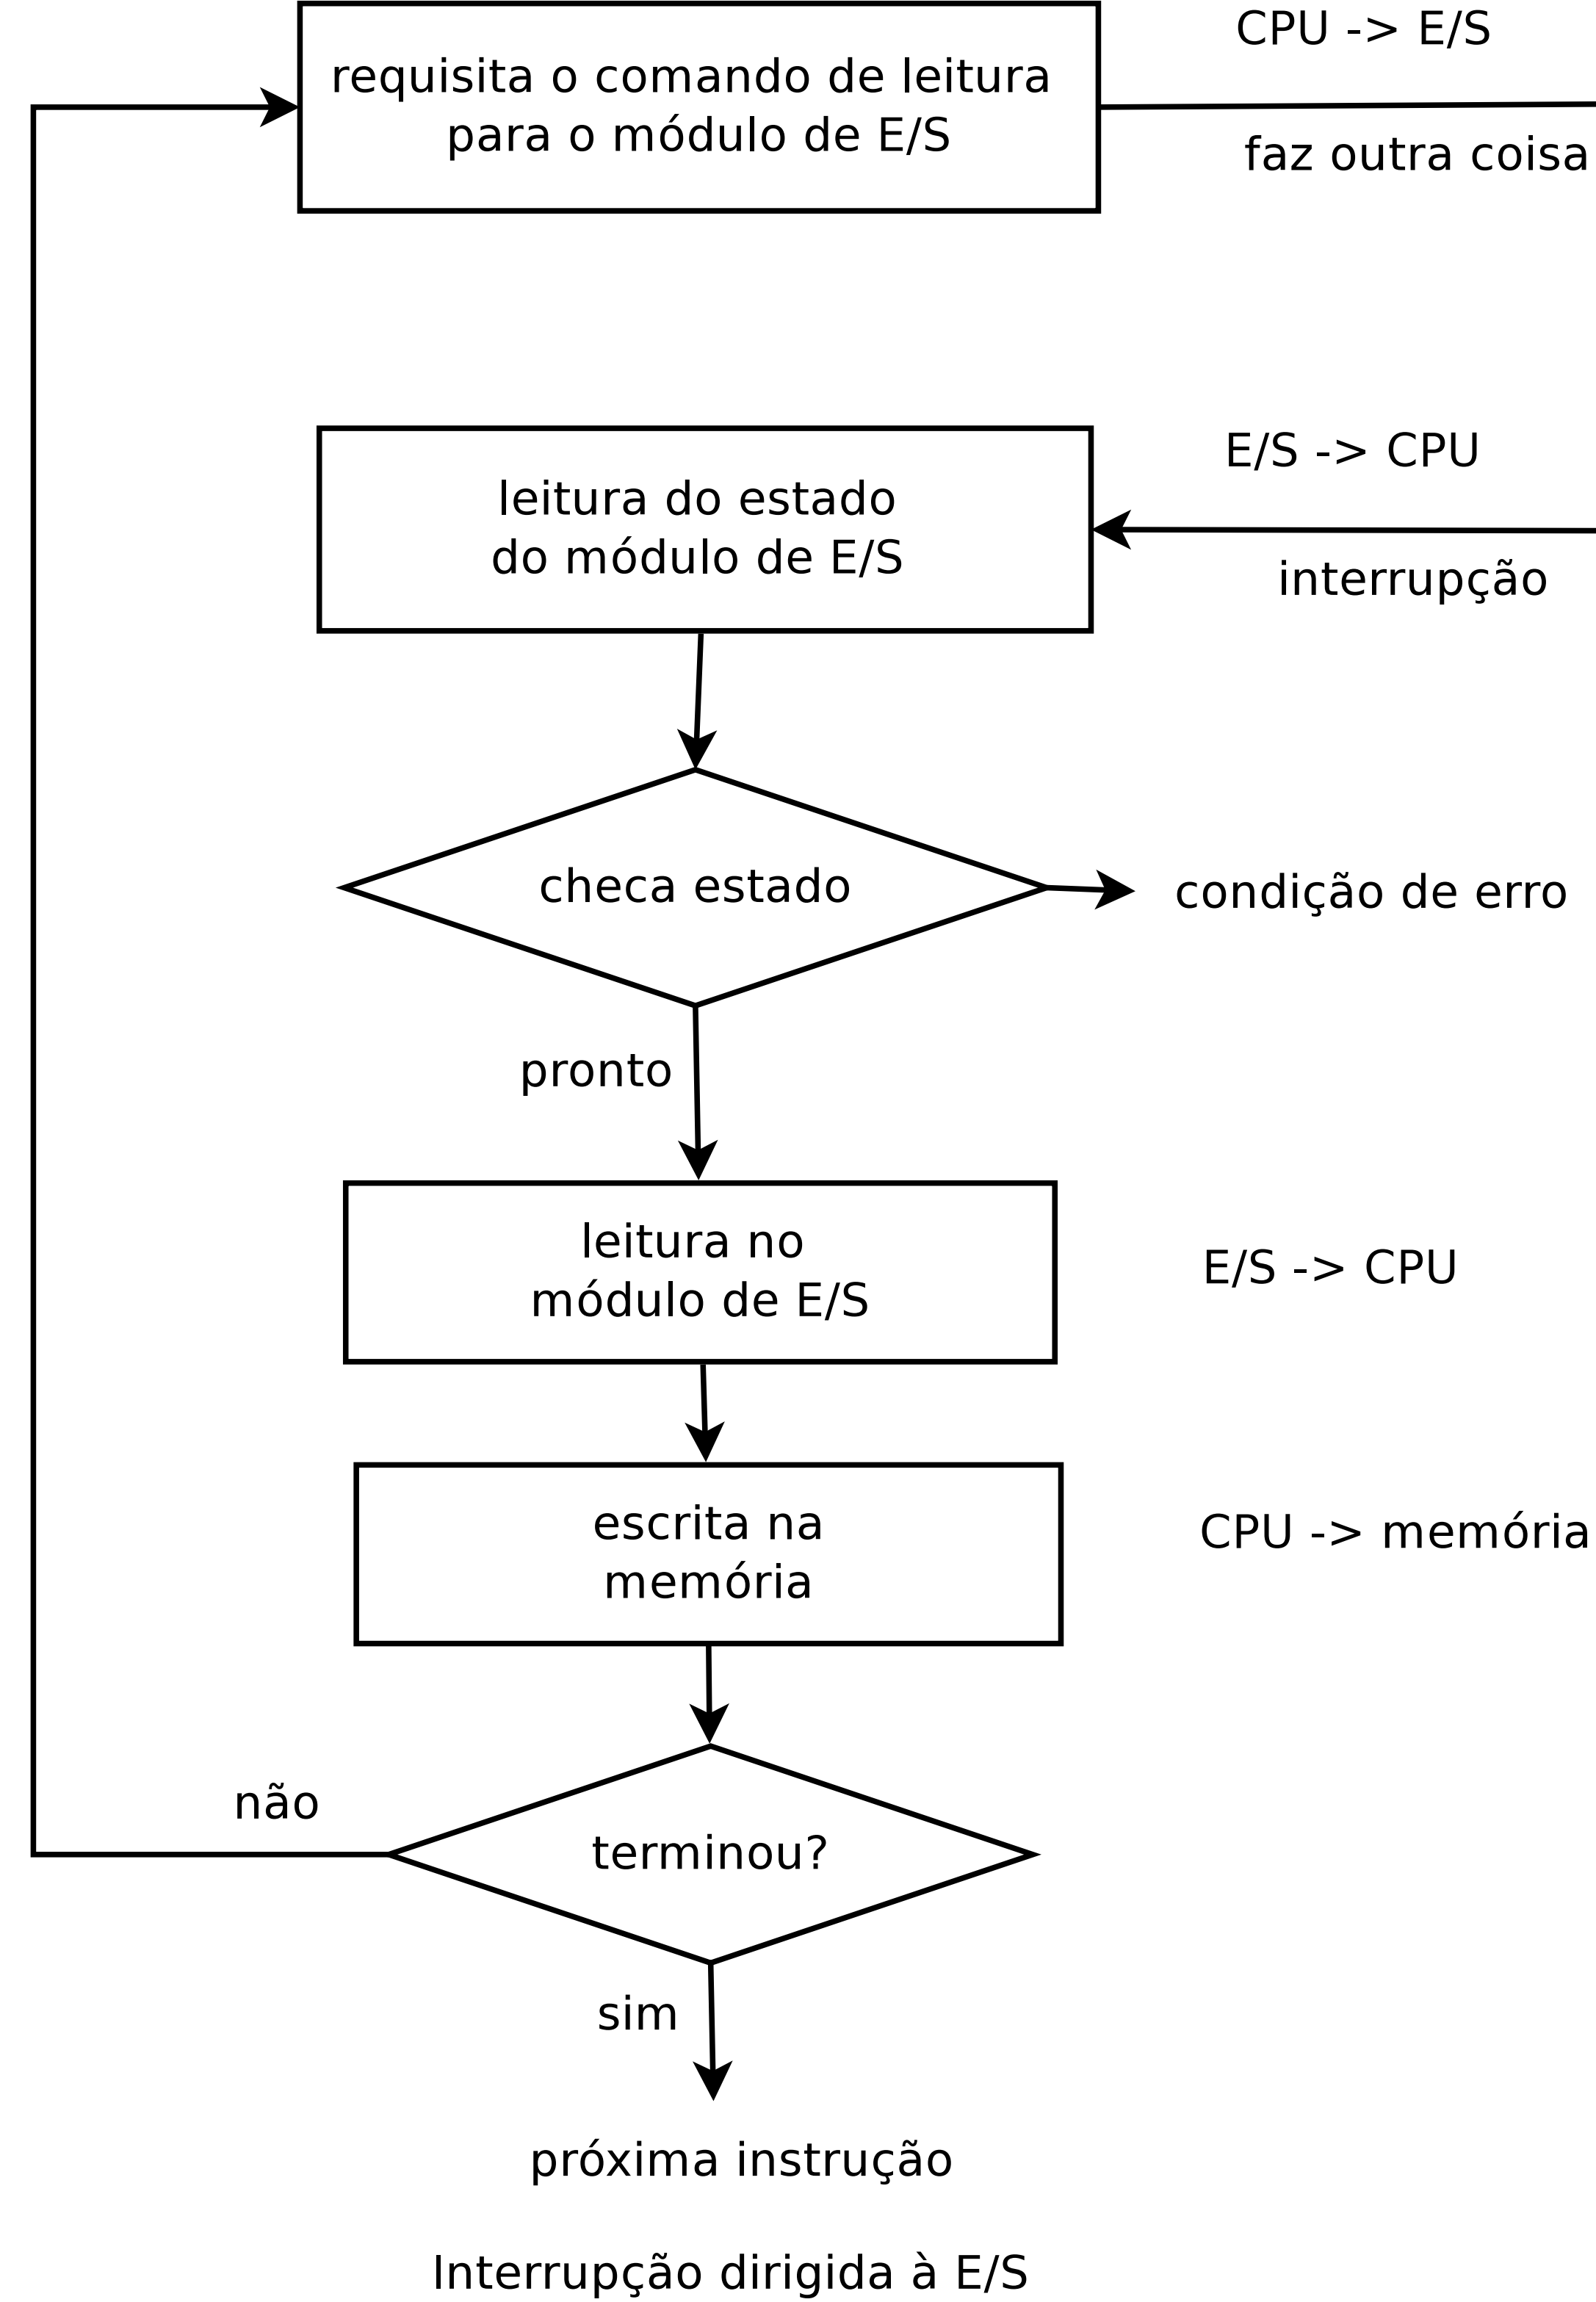 CPU -> E/S
requisita o comando de leitura
para o módulo de E/S
faz outra coisa
E/S -> CPU
leitura do estado
do módulo de E/S
interrupção
checa estado
condição de erro
pronto
leitura no
módulo de E/S
E/S -> CPU
escrita na
memória
CPU -> memória
não
terminou?
sim
próxima instrução
Interrupção dirigida à E/S